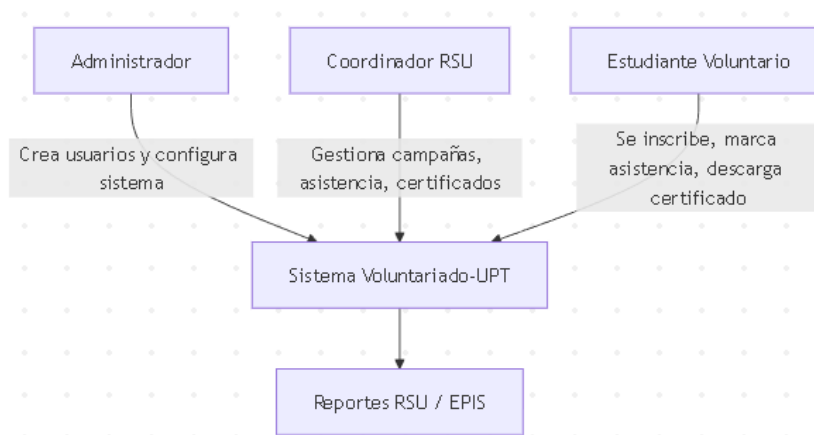 Administrador
Coordinador RSU
Estudiante Voluntario
Crea usuarios y configura
sistema
Gestiona campañas,
asistencia, certificados
Se inscribe, marca
asistencia, descarga
certificado
Sistema Voluntariado-UPT
Reportes RSU / EPIS